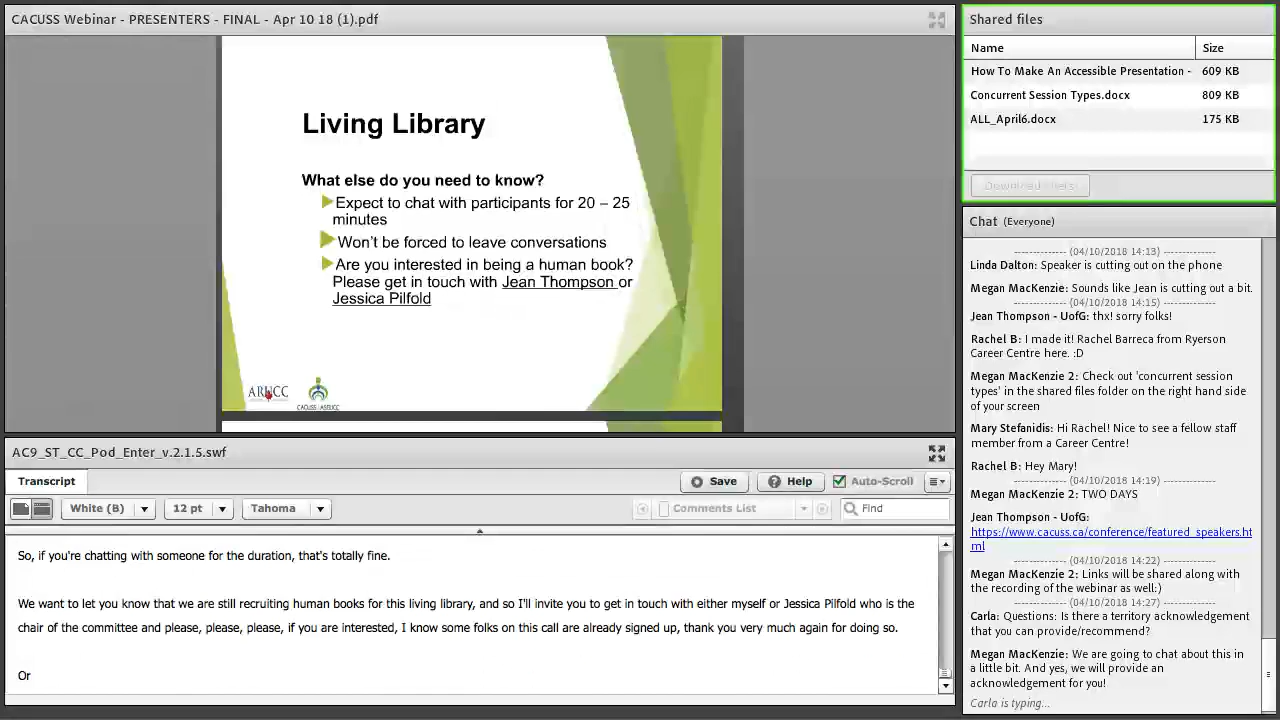 CACUSS Webinar - PRESENTERS - FINAL - Apr 10 18 (1).pdf
Living Library
What else do you need to know?
Expect to chat with participants for 20 – 25
minutes
Won't be forced to leave conversations
Are you interested in being a human book?
Please get in touch with Jean Thompson or
Jessica Pilfold
ARUCC
CACUSS | ASEUCC
AC9_ST_CC_Pod_Enter_v.2.1.5.swf
Transcript
Save
Help
Auto-Scroll
White (B)
12 pt
Tahoma
Comments List
Find
So, if you're chatting with someone for the duration, that's totally fine.
We want to let you know that we are still recruiting human books for this living library, and so I'll invite you to get in touch with either myself or Jessica Pilfold who is the
chair of the committee and please, please, please, if you are interested, I know some folks on this call are already signed up, thank you very much again for doing so.
Or
Shared files
Name Size
How To Make An Accessible Presentation - 609 KB
Concurrent Session Types.docx 809 KB
ALL_April6.docx 175 KB
Download File(s)
Chat (Everyone)
-------------- (04/10/2018 14:13) --------------
Linda Dalton: Speaker is cutting out on the phone
Megan MacKenzie: Sounds like Jean is cutting out a bit.
-------------- (04/10/2018 14:15) --------------
Jean Thompson - UofG: thx! sorry folks!
Rachel B: I made it! Rachel Barreca from Ryerson
Career Centre here. :D
Megan MacKenzie 2: Check out 'concurrent session
types' in the shared files folder on the right hand side
of your screen
Mary Stefanidis: Hi Rachel! Nice to see a fellow staff
member from a Career Centre!
Rachel B: Hey Mary!
-------------- (04/10/2018 14:19) --------------
Megan MacKenzie 2: TWO DAYS
Jean Thompson - UofG:
https://www.cacuss.ca/conference/featured_speakers.ht
ml
-------------- (04/10/2018 14:22) --------------
Megan MacKenzie 2: Links will be shared along with
the recording of the webinar as well:)
-------------- (04/10/2018 14:27) --------------
Carla: Questions: Is there a territory acknowledgement
that you can provide/recommend?
Megan MacKenzie: We are going to chat about this in
a little bit. And yes, we will provide an
acknowledgement for you!
Carla is typing...